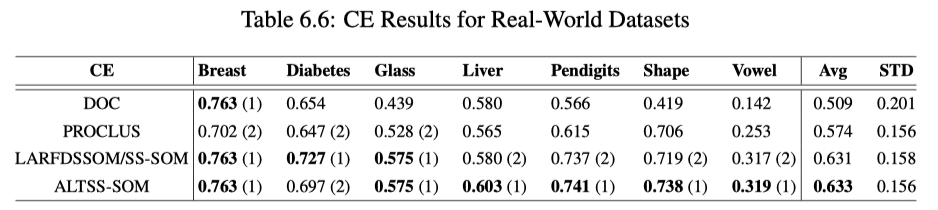 Table 6.6: CE Results for Real-World Datasets
CE Breast Diabetes Glass Liver Pendigits Shape Vowel Avg STD
DOC 0.763 (1) 0.654 0.439 0.580 0.566 0.419 0.142 0.509 0.201
PROCLUS 0.702 (2) 0.647 (2) 0.528 (2) 0.565 0.615 0.706 0.253 0.574 0.156
LARFDSSOM/SS-SOM 0.763 (1) 0.727 (1) 0.575 (1) 0.580 (2) 0.737 (2) 0.719 (2) 0.317 (2) 0.631 0.158
ALTSS-SOM 0.763 (1) 0.697 (2) 0.575 (1) 0.603 (1) 0.741 (1) 0.738 (1) 0.319 (1) 0.633 0.156